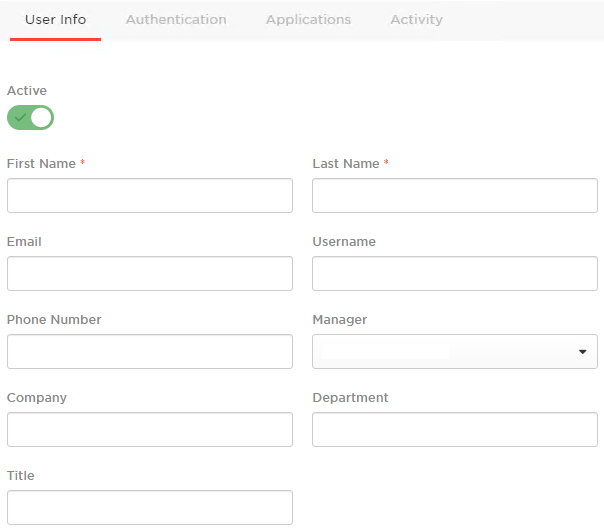 User Info Authentication Applications Activity
Active
First Name * Last Name *
Email Username
Phone Number Manager
Company Department
Title